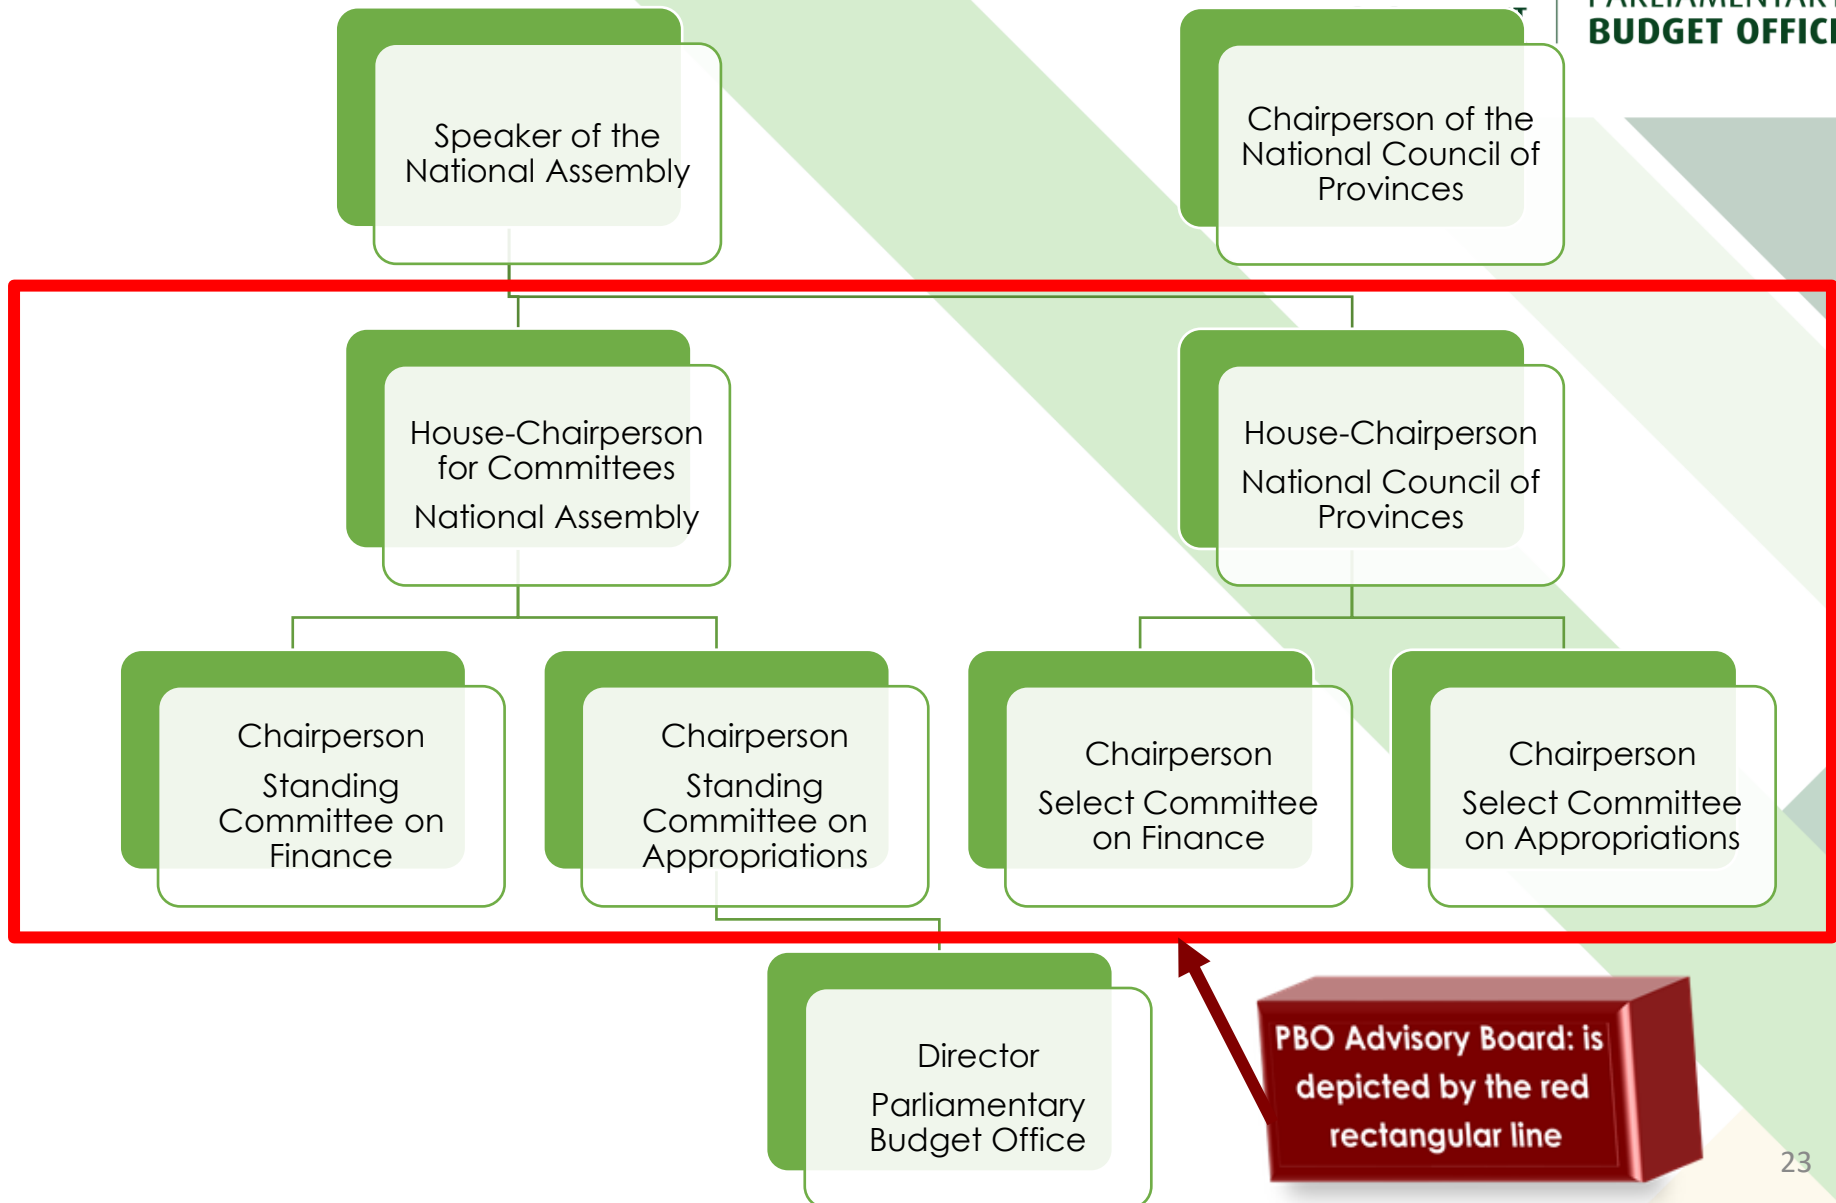 PARLIAMENTARY
BUDGET OFFICE
Speaker of the
National Assembly
Chairperson of the
National Council of
Provinces
House-Chairperson
for Committees
National Assembly
House-Chairperson
National Council of
Provinces
Chairperson
Standing
Committee on
Finance
Chairperson
Standing
Committee on
Appropriations
Chairperson
Select Committee
on Finance
Chairperson
Select Committee
on Appropriations
Director
Parliamentary
Budget Office
PBO Advisory Board: is
depicted by the red
rectangular line
23